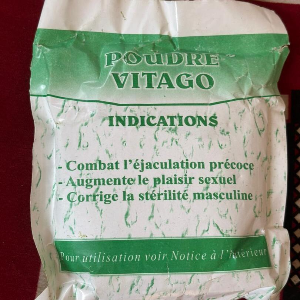 POUDRE
VITAGO
INDICATIONS
- Combat l'éjaculation précoce
- Augmente le plaisir sexuel
- Corrige la stérilité masculine
Pour utilisation voir Notice à l'intérieur